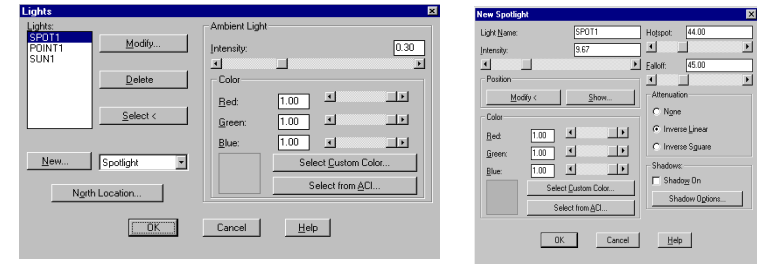 Lights
Lights:
SPOT1
POINT1
SUN1
Modify...
Delete
Select <
New...
Spotlight
North Location...
Ambient Light
Intensity:
0.30
Color
Red:
1.00
Green:
1.00
Blue:
1.00
Select Custom Color...
Select from ACI...
OK
Cancel
Help
New Spotlight
Light Name:
SPOT1
Intensity:
9.67
Position
Modify <
Show...
Color
Red:
1.00
Green:
1.00
Blue:
1.00
Select Custom Color...
Select from ACI...
Hotspot:
44.00
Falloff:
45.00
Attenuation
None
Inverse Linear
Inverse Square
Shadows:
Shadow On
Shadow Options...
OK
Cancel
Help